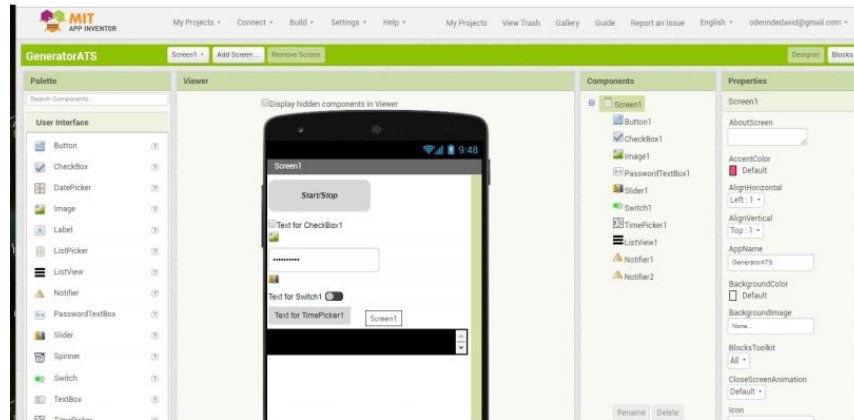 MIT
APP INVENTOR
My Projects
Connect
Build
Settings
Help
My Projects
View Trash
Gallery
Guide
Report an Issue
English
oderindedavid@gmail.com
GeneratorATS
Screen1
Add Screen ...
Remove Screen
Designer
Blocks
Palette
Search Components...
User Interface
Button
CheckBox
DatePicker
Image
Label
ListPicker
ListView
Notifier
PasswordTextBox
Slider
Spinner
Switch
TextBox
TimePicker
Viewer
Display hidden components in Viewer
9:48
Screen1
Start/Stop
Text for CheckBox1
Text for Switch1
Text for TimePicker1
Screen1
Components
Screen1
Button1
CheckBox1
Image1
PasswordTextBox1
Slider1
Switch1
TimePicker1
ListView1
Notifier1
Notifier2
Rename
Delete
Properties
Screen1
AboutScreen
AccentColor
Default
AlignHorizontal
Left : 1
AlignVertical
Top : 1
AppName
GeneratorATS
BackgroundColor
Default
BackgroundImage
None...
BlocksToolkit
All
CloseScreenAnimation
Default
Icon